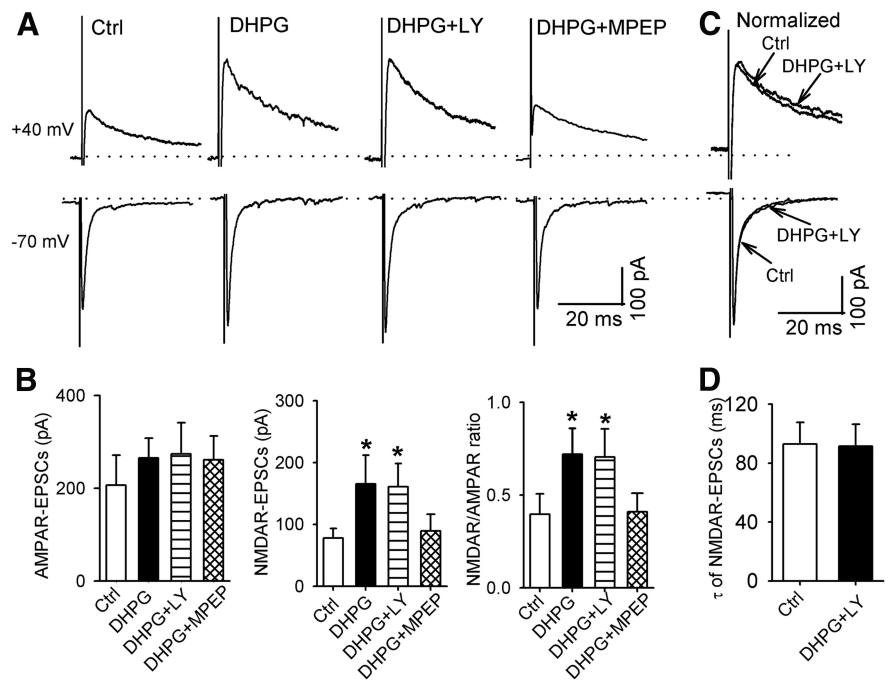 A
Ctrl
DHPG
DHPG+LY
DHPG+MPEP
+40 mV
-70 mV
20 ms
100 pA
C
Normalized
Ctrl
DHPG+LY
DHPG+LY
Ctrl
20 ms
100 pA
B
AMPAR-EPSCs (pA)
400
200
0
Ctrl
DHPG
DHPG+LY
DHPG+MPEP
NMDAR-EPSCs (pA)
300
200
100
0
* *
Ctrl
DHPG
DHPG+LY
DHPG+MPEP
NMDAR/AMPAR ratio
1.0
0.5
0.0
* *
Ctrl
DHPG
DHPG+LY
DHPG+MPEP
D
τ of NMDAR-EPSCs (ms)
120
80
40
0
Ctrl
DHPG+LY